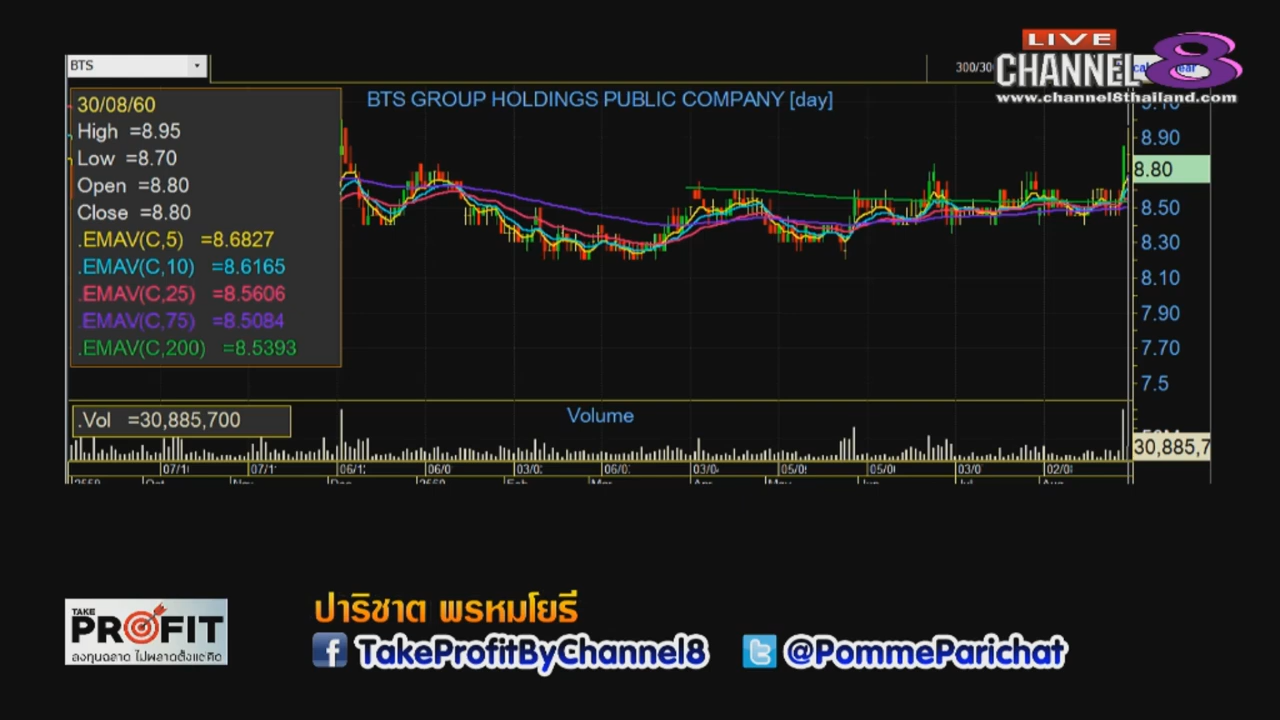 LIVE
CHANNEL 8
www.channel8thailand.com
BTS
BTS GROUP HOLDINGS PUBLIC COMPANY [day]
30/08/60
High =8.95
Low =8.70
Open =8.80
Close =8.80
.EMAV(C,5) =8.6827
.EMAV(C,10) =8.6165
.EMAV(C,25) =8.5606
.EMAV(C,75) =8.5084
.EMAV(C,200) =8.5393
8.90
8.80
8.50
8.30
8.10
7.90
7.70
7.5
.Vol =30,885,700
Volume
30,885,7
TAKE
PROFIT
ลงทุนฉลาด ไม่พลาดตั้งแต่คิด
ปาริชาต พรหมโยธี
TakeProfitByChannel8
@PommeParichat